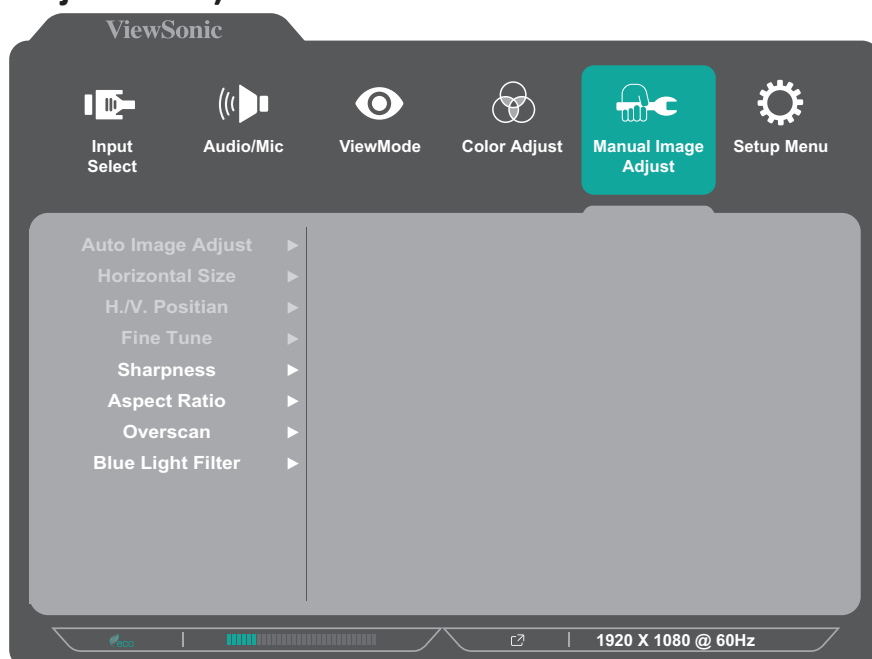 ViewSonic
Input
Select
Audio/Mic
ViewMode
Color Adjust
Manual Image
Adjust
Setup Menu
Auto Image Adjust
Horizontal Size
H./V. Positian
Fine Tune
Sharpness
Aspect Ratio
Overscan
Blue Light Filter
eco
1920 X 1080 @ 60Hz